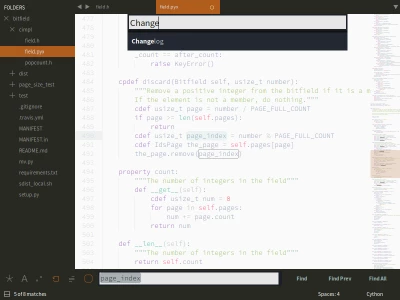 FOLDERS
bitfield
cimpl
field.h
field.pyx
popcount.h
dist
page_size_test
test
.gitignore
.travis.yml
MANIFEST
MANIFEST.in
README.md
rev.py
requirements.txt
setup.py
field.h
field.pyx
Change
Changelog
_count += after_count:
raise KeyError()
cpdef discard(Bitfield self, usize_t number):
"""Remove a positive integer from the bitfield if it is a m
If the element is not a member, do nothing."""
cdef usize_t page = number / PAGE_FULL_COUNT
if page >= len(self.pages):
return
cdef usize_t page_index = number % PAGE_FULL_COUNT
cdef IdsPage the_page = self.pages[page]
the_page.remove(page_index)
property count:
"""The number of integers in the field"""
def __get__(self):
cdef usize_t num = 0
for page in self.pages:
num += page.count
return num
def __len__(self):
"""The number of integers in the field"""
return self.count
page_index
Find
Find Prev
Find All
5 of 8 matches
Spaces: 4
Cython